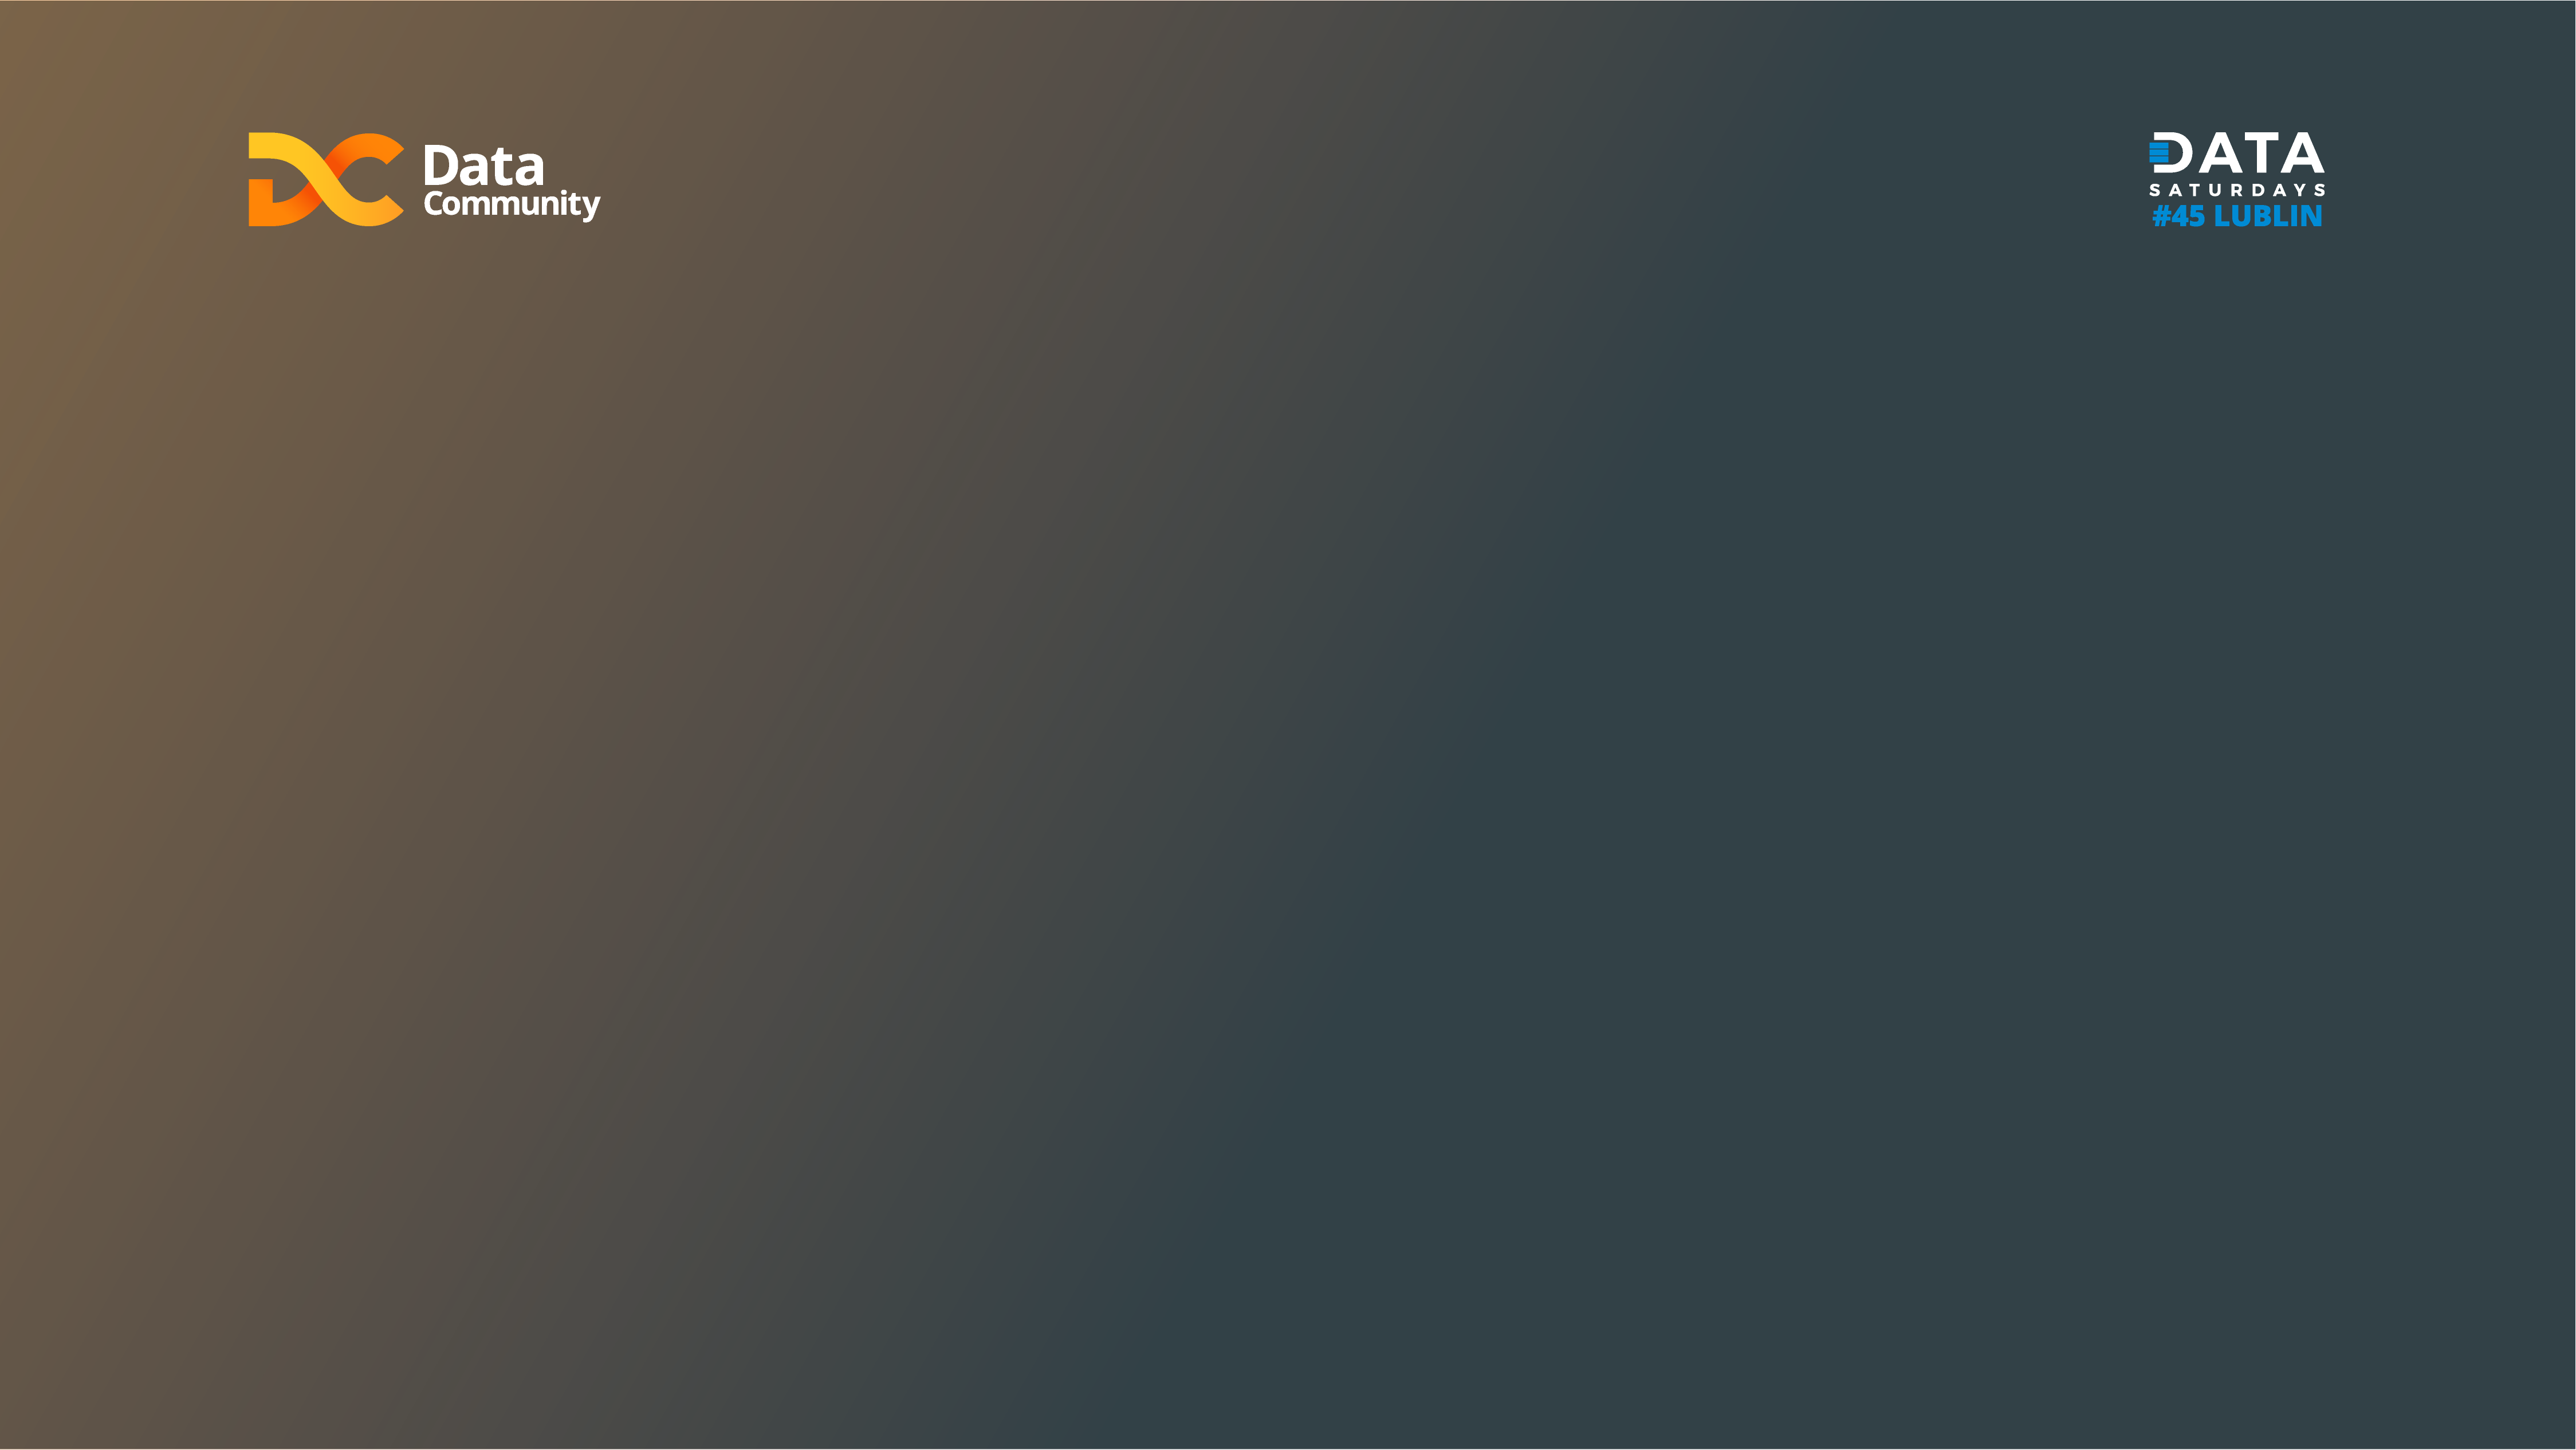 Data
Community
DATA
SATURDAYS
#45 LUBLIN